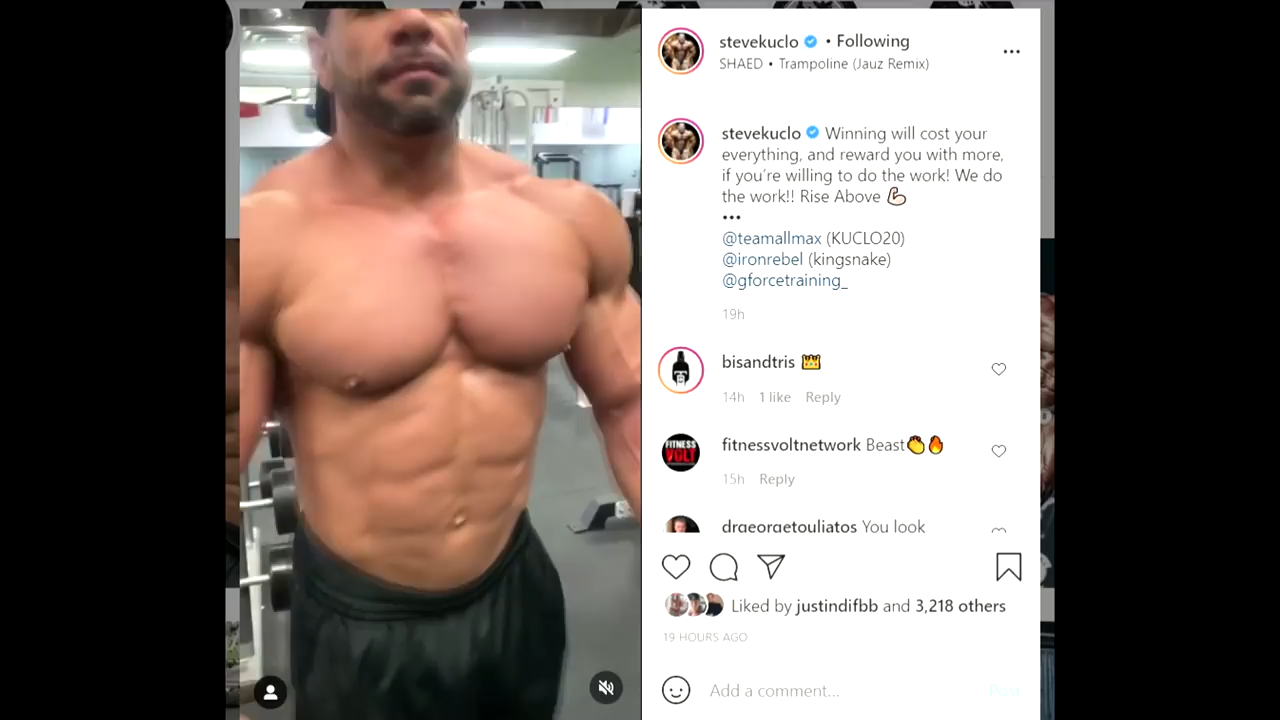 stevekuclo • Following
SHAED • Trampoline (Jauz Remix)
stevekuclo Winning will cost your
everything, and reward you with more,
if you're willing to do the work! We do
the work!! Rise Above 💪🏻
•••
@teamallmax (KUCLO20)
@ironrebel (kingsnake)
@gforcetraining_
19h
bisandtris 👑
14h 1 like Reply
FITNESS
VOLT
fitnessvoltnetwork Beast👏🔥
15h Reply
drgeorgetouliatos You look
Liked by justindifbb and 3,218 others
19 HOURS AGO
Add a comment...
Post